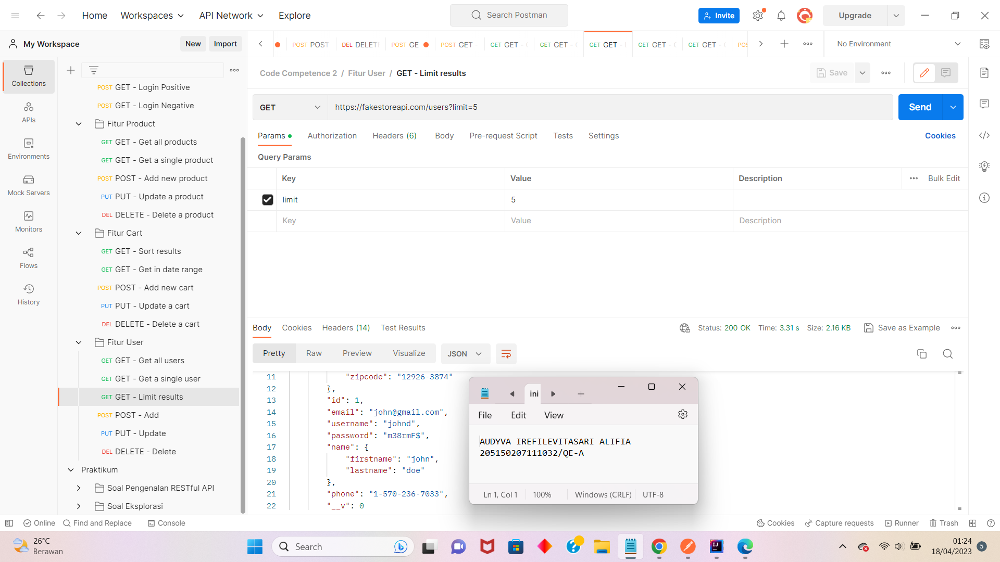 Home
Workspaces
API Network
Explore
Search Postman
Invite
Upgrade
My Workspace
New
Import
POST POST
DEL DELETE
POST GE
POST GET -
GET GET -
GET GET -
GET GET -
GET GET -
GET GET -
No Environment
Collections
APIs
Environments
Mock Servers
Monitors
Flows
History
POST GET - Login Positive
POST GET - Login Negative
Fitur Product
GET GET - Get all products
GET GET - Get a single product
POST POST - Add new product
PUT PUT - Update a product
DEL DELETE - Delete a product
Fitur Cart
GET GET - Sort results
GET GET - Get in date range
POST POST - Add new cart
PUT PUT - Update a cart
DEL DELETE - Delete a cart
Fitur User
GET GET - Get all users
GET GET - Get a single user
GET GET - Limit results
POST POST - Add
PUT PUT - Update
DEL DELETE - Delete
Praktikum
Soal Pengenalan RESTful API
Soal Eksplorasi
Code Competence 2 / Fitur User / GET - Limit results
Save
GET
https://fakestoreapi.com/users?limit=5
Send
Params
Authorization
Headers (6)
Body
Pre-request Script
Tests
Settings
Cookies
Query Params
Key
Value
Description
Bulk Edit
limit
5
Key
Value
Description
Body
Cookies
Headers (14)
Test Results
Status: 200 OK
Time: 3.31 s
Size: 2.16 KB
Save as Example
Pretty
Raw
Preview
Visualize
JSON
11 "zipcode": "12926-3874"
12 },
13 "id": 1,
14 "email": "john@gmail.com",
15 "username": "johnd",
16 "password": "m38rmF$",
17 "name": {
18 "firstname": "john",
19 "lastname": "doe"
20 },
21 "phone": "1-570-236-7033",
22 "__v": 0
ini
File
Edit
View
AUDYVA IREFILEVITASARI ALIFIA
205150207111032/QE-A
Ln 1, Col 1
100%
Windows (CRLF)
UTF-8
Online
Find and Replace
Console
Cookies
Capture requests
Runner
Trash
26°C
Berawan
Search
01:24
18/04/2023
5